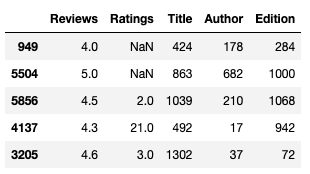 Reviews Ratings Title Author Edition
949 4.0 NaN 424 178 284
5504 5.0 NaN 863 682 1000
5856 4.5 2.0 1039 210 1068
4137 4.3 21.0 492 17 942
3205 4.6 3.0 1302 37 72